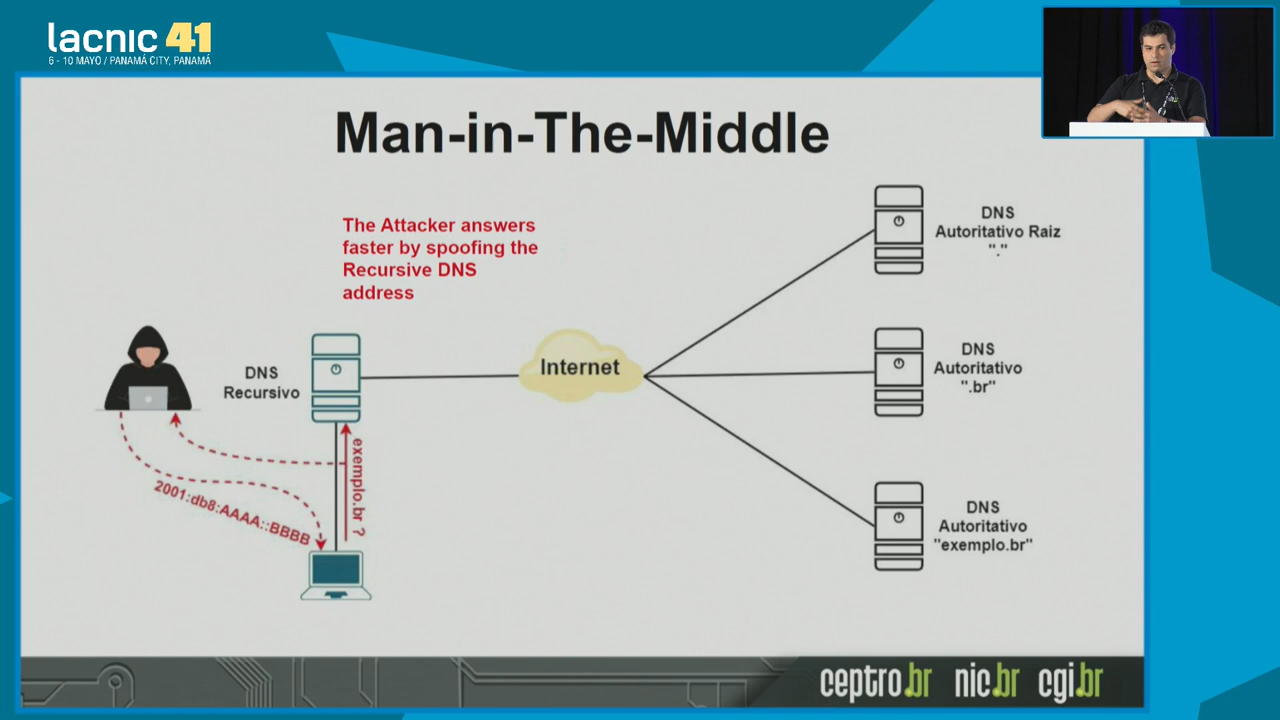 lacnic 41
6 - 10 MAYO / PANAMÁ CITY, PANAMÁ
Man-in-The-Middle
The Attacker answers
faster by spoofing the
Recursive DNS
address
DNS
Autoritativo Raiz
"."
DNS
Recursivo
Internet
DNS
Autoritativo
".br"
exemplo.br ?
2001:db8:AAAA::BBBB
DNS
Autoritativo
"exemplo.br"
ceptro.br nic.br cgi.br